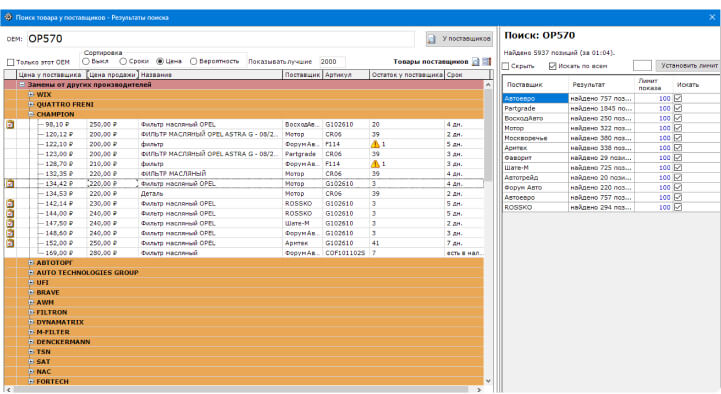 Поиск товара у поставщиков - Результаты поиска
OEM: OP570 У поставщиков
Только этот OEM Сортировка Выкл Сроки Цена Вероятность Показывать лучшие 2000 Товары поставщиков
Цена у поставщика Цена продажи Название Поставщик Артикул Остаток у поставщика Срок
Замены от других производителей
WIX
QUATTRO FRENI
CHAMPION
98,10 ₽ 250,00 ₽ Фильтр масляный OPEL ВосходАв... G102610 20 4 дн.
120,12 ₽ 200,00 ₽ ФИЛЬТР МАСЛЯНЫЙ OPEL ASTRA G - 08/2... Мотор CR06 39 4 дн.
122,10 ₽ 200,00 ₽ фильтр ФорумАв... F114 1 5 дн.
123,00 ₽ 200,00 ₽ ФИЛЬТР МАСЛЯНЫЙ OPEL ASTRA G - 08/2... Partgrade CR06 39 3 дн.
128,70 ₽ 210,00 ₽ фильтр ФорумАв... F114 1 3 дн.
132,35 ₽ 220,00 ₽ ФИЛЬТР МАСЛЯНЫЙ Мотор CR06 39 4 дн.
134,42 ₽ 220,00 ₽ Фильтр масляный OPEL Мотор G102610 3 4 дн.
134,53 ₽ 220,00 ₽ Деталь Мотор CR06 39 2 дн.
142,14 ₽ 230,00 ₽ Фильтр масляный OPEL ROSSKO G102610 3 5 дн.
144,00 ₽ 240,00 ₽ Фильтр масляный OPEL ROSSKO G102610 3 5 дн.
147,50 ₽ 240,00 ₽ Фильтр масляный OPEL Шате-М G102610 3 2 дн.
148,60 ₽ 240,00 ₽ Фильтр масляный OPEL ФорумАв... G102610 3 3 дн.
152,00 ₽ 250,00 ₽ Фильтр масляный OPEL Армтек G102610 41 7 дн.
169,00 ₽ 280,00 ₽ Фильтр масляный ФорумАв... COF101102S 7 есть в нал...
АВТОТОРГ
AUTO TECHNOLOGIES GROUP
UFI
BRAVE
AWM
FILTRON
DYNAMATRIX
M-FILTER
DENCKERMANN
TSN
SAT
NAC
FORTECH
Поиск: OP570
Найдено 5937 позиций (за 01:04).
Скрыть Искать по всем Установить лимит
Поставщик Результат Лимит показа Искать
Автоевро найдено 757 поз... 100
Partgrade найдено 1845 по... 100
ВосходАвто найдено 250 поз... 100
Мотор найдено 322 поз... 100
Москворечье найдено 380 поз... 100
Армтек найдено 338 поз... 100
Фаворит найдено 29 пози... 100
Шате-М найдено 725 поз... 100
Автотрейд найдено 20 пози... 100
Форум Авто найдено 220 поз... 100
Автоевро найдено 757 поз... 100
ROSSKO найдено 294 поз... 100